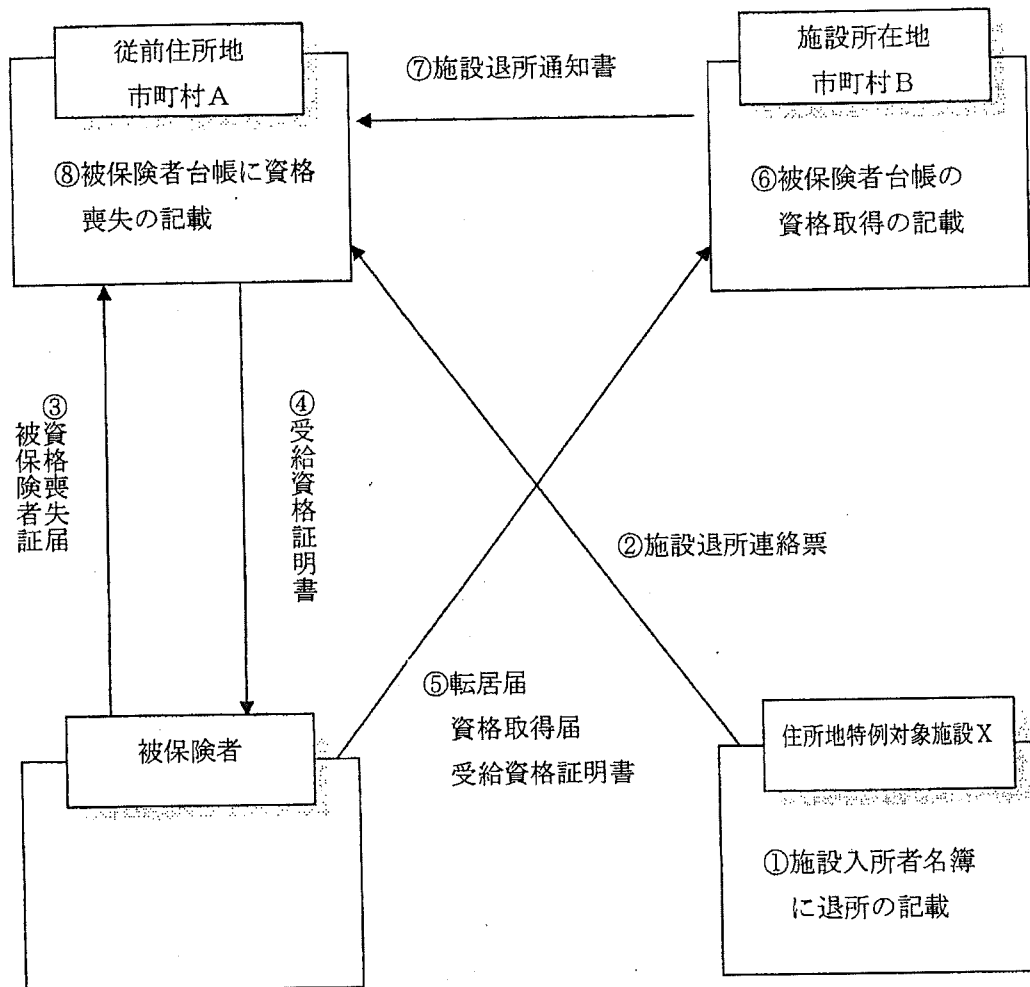 従前住所地
市町村A
⑧被保険者台帳に資格
喪失の記載
⑦施設退所通知書
施設所在地
市町村B
⑥被保険者台帳の
資格取得の記載
③資格喪失届
被保険者証
④受給資格証明書
②施設退所連絡票
⑤転居届
資格取得届
受給資格証明書
被保険者
住所地特例対象施設X
①施設入所者名簿
に退所の記載